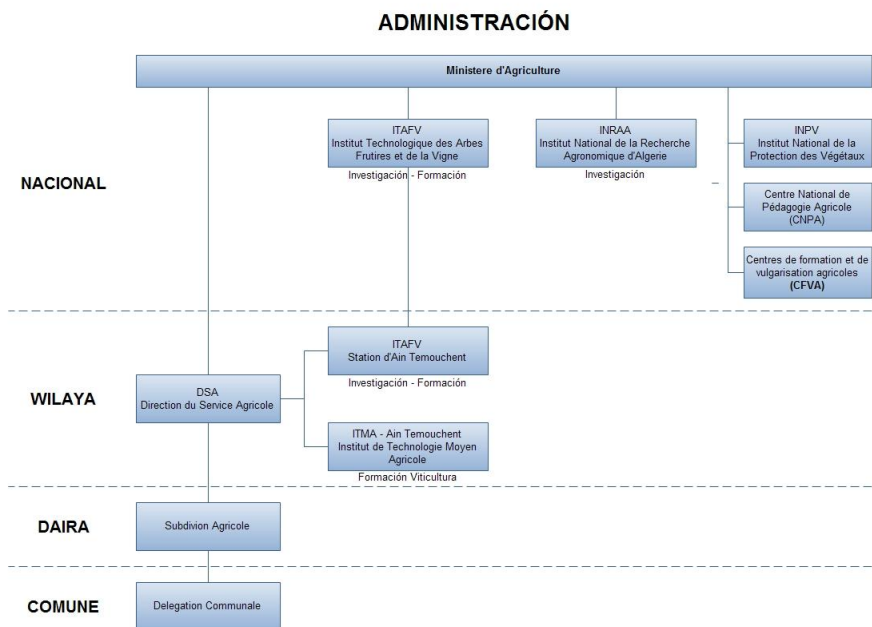 ADMINISTRACIÓN
Ministere d'Agriculture
NACIONAL
ITAFV
Institut Technologique des Arbes
Frutires et de la Vigne
Investigación - Formación
INRAA
Institut National de la Recherche
Agronomique d'Algerie
Investigación
INPV
Institut National de la
Protection des Végétaux
Centre National de
Pédagogie Agricole
(CNPA)
Centres de formation et de
vulgarisation agricoles
(CFVA)
WILAYA
DSA
Direction du Service Agricole
ITAFV
Station d'Ain Temouchent
Investigación - Formación
ITMA - Ain Temouchent
Institut de Technologie Moyen
Agricole
Formación Viticultura
DAIRA
Subdivion Agricole
COMUNE
Delegation Communale